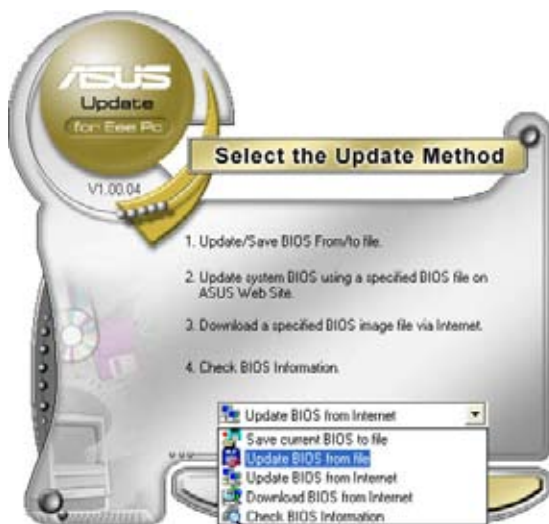 ASUS
Update
for Eee Pc
V1.00.04
Select the Update Method
1. Update/Save BIOS From/to file.
2. Update system BIOS using a specified BIOS file on
ASUS Web Site.
3. Download a specified BIOS image file via Internet.
4. Check BIOS Information.
Update BIOS from Internet
Save current BIOS to file
Update BIOS from file
Update BIOS from Internet
Download BIOS from Internet
Check BIOS Information